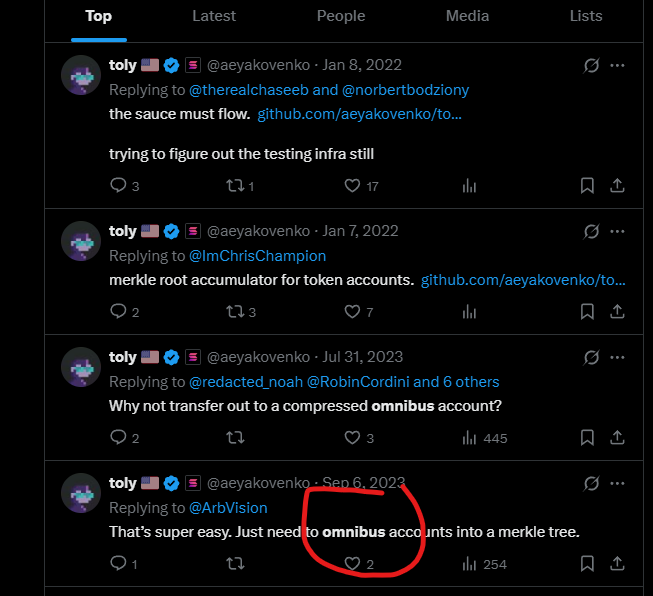 Top Latest People Media Lists
toly @aeyakovenko · Jan 8, 2022
Replying to @therealchaseeb and @norbertbodziony
the sauce must flow. github.com/aeyakovenko/to...
trying to figure out the testing infra still
3 1 17
toly @aeyakovenko · Jan 7, 2022
Replying to @ImChrisChampion
merkle root accumulator for token accounts. github.com/aeyakovenko/to...
2 3 7
toly @aeyakovenko · Jul 31, 2023
Replying to @redacted_noah @RobinCordini and 6 others
Why not transfer out to a compressed omnibus account?
2 3 445
toly @aeyakovenko · Sep 6, 2023
Replying to @ArbVision
That’s super easy. Just need to omnibus accounts into a merkle tree.
1 2 254